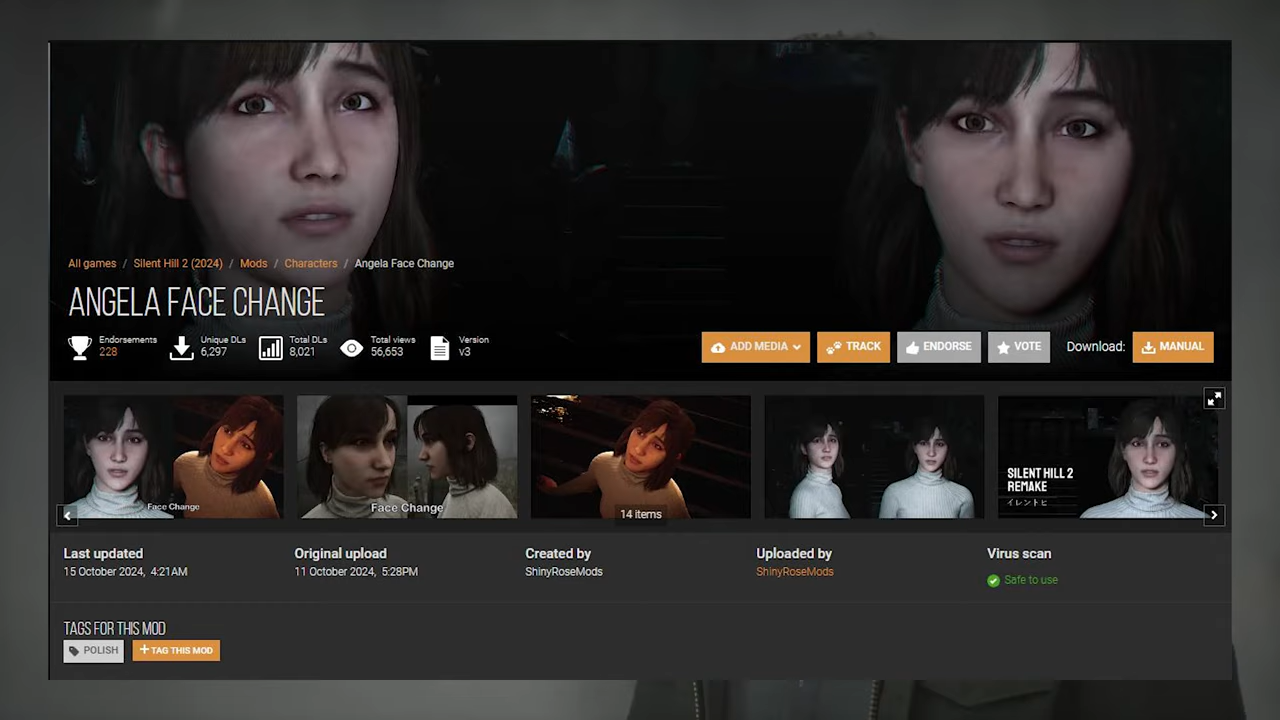 All games / Silent Hill 2 (2024) / Mods / Characters / Angela Face Change
ANGELA FACE CHANGE
Endorsements
228
Unique DLs
6,297
Total DLs
8,021
Total views
56,653
Version
v3
ADD MEDIA
TRACK
ENDORSE
VOTE
Download:
MANUAL
Face Change
Face Change
14 items
SILENT HILL 2
REMAKE
イレントヒ
Last updated
15 October 2024, 4:21AM
Original upload
11 October 2024, 5:28PM
Created by
ShinyRoseMods
Uploaded by
ShinyRoseMods
Virus scan
Safe to use
TAGS FOR THIS MOD
POLISH
+ TAG THIS MOD